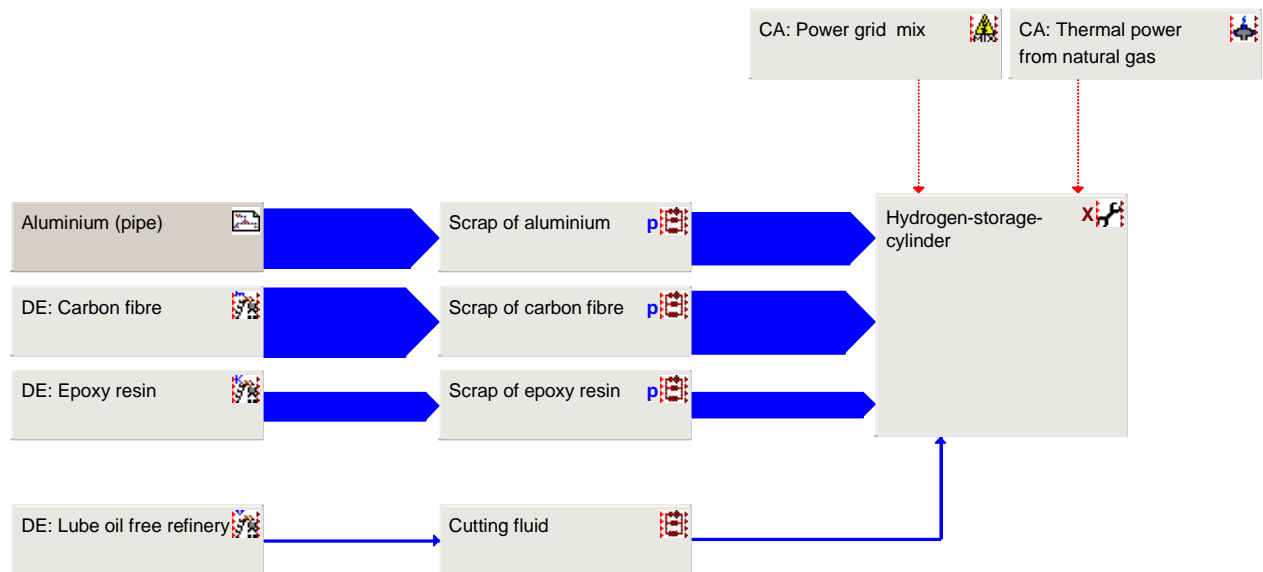 CA: Power grid mix
MIX
CA: Thermal power
from natural gas
Aluminium (pipe)
Scrap of aluminium
p
Hydrogen-storage-
cylinder
X
DE: Carbon fibre
Scrap of carbon fibre
p
DE: Epoxy resin
Scrap of epoxy resin
p
DE: Lube oil free refinery
Cutting fluid